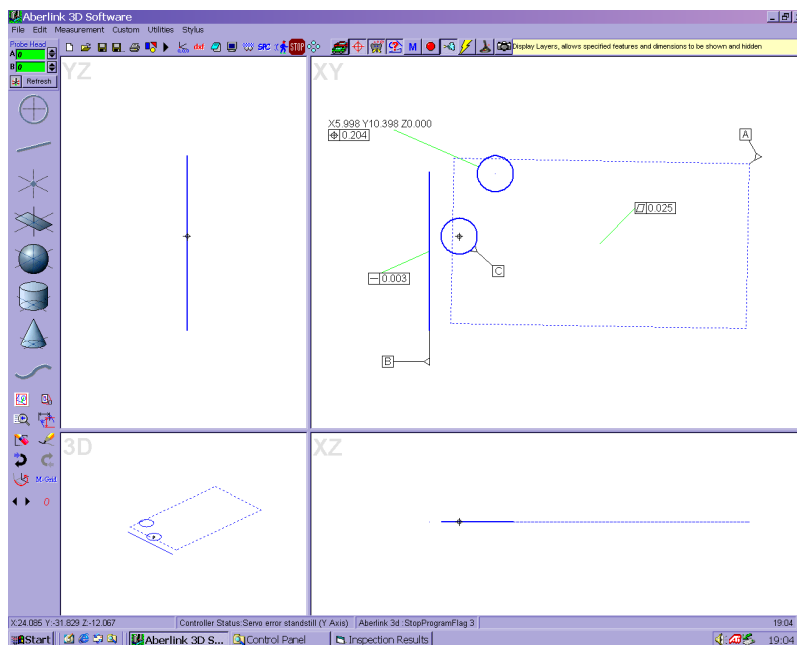 Aberlink 3D Software
File Edit Measurement Custom Utilities Stylus
Probe Head
A 0
B 0
Refresh
SRC
STOP
M
Display Layers, allows specified features and dimensions to be shown and hidden
YZ
XY
X5.998 Y10.398 Z0.000
0.204
A
0.025
C
0.003
B
M-Grid
0
3D
XZ
X:24.085 Y:-31.829 Z:-12.067 Controller Status:Servo error standstill (Y Axis) Aberlink 3d :StopProgramFlag 3 19:04
Start Aberlink 3D S... Control Panel Inspection Results 19:04